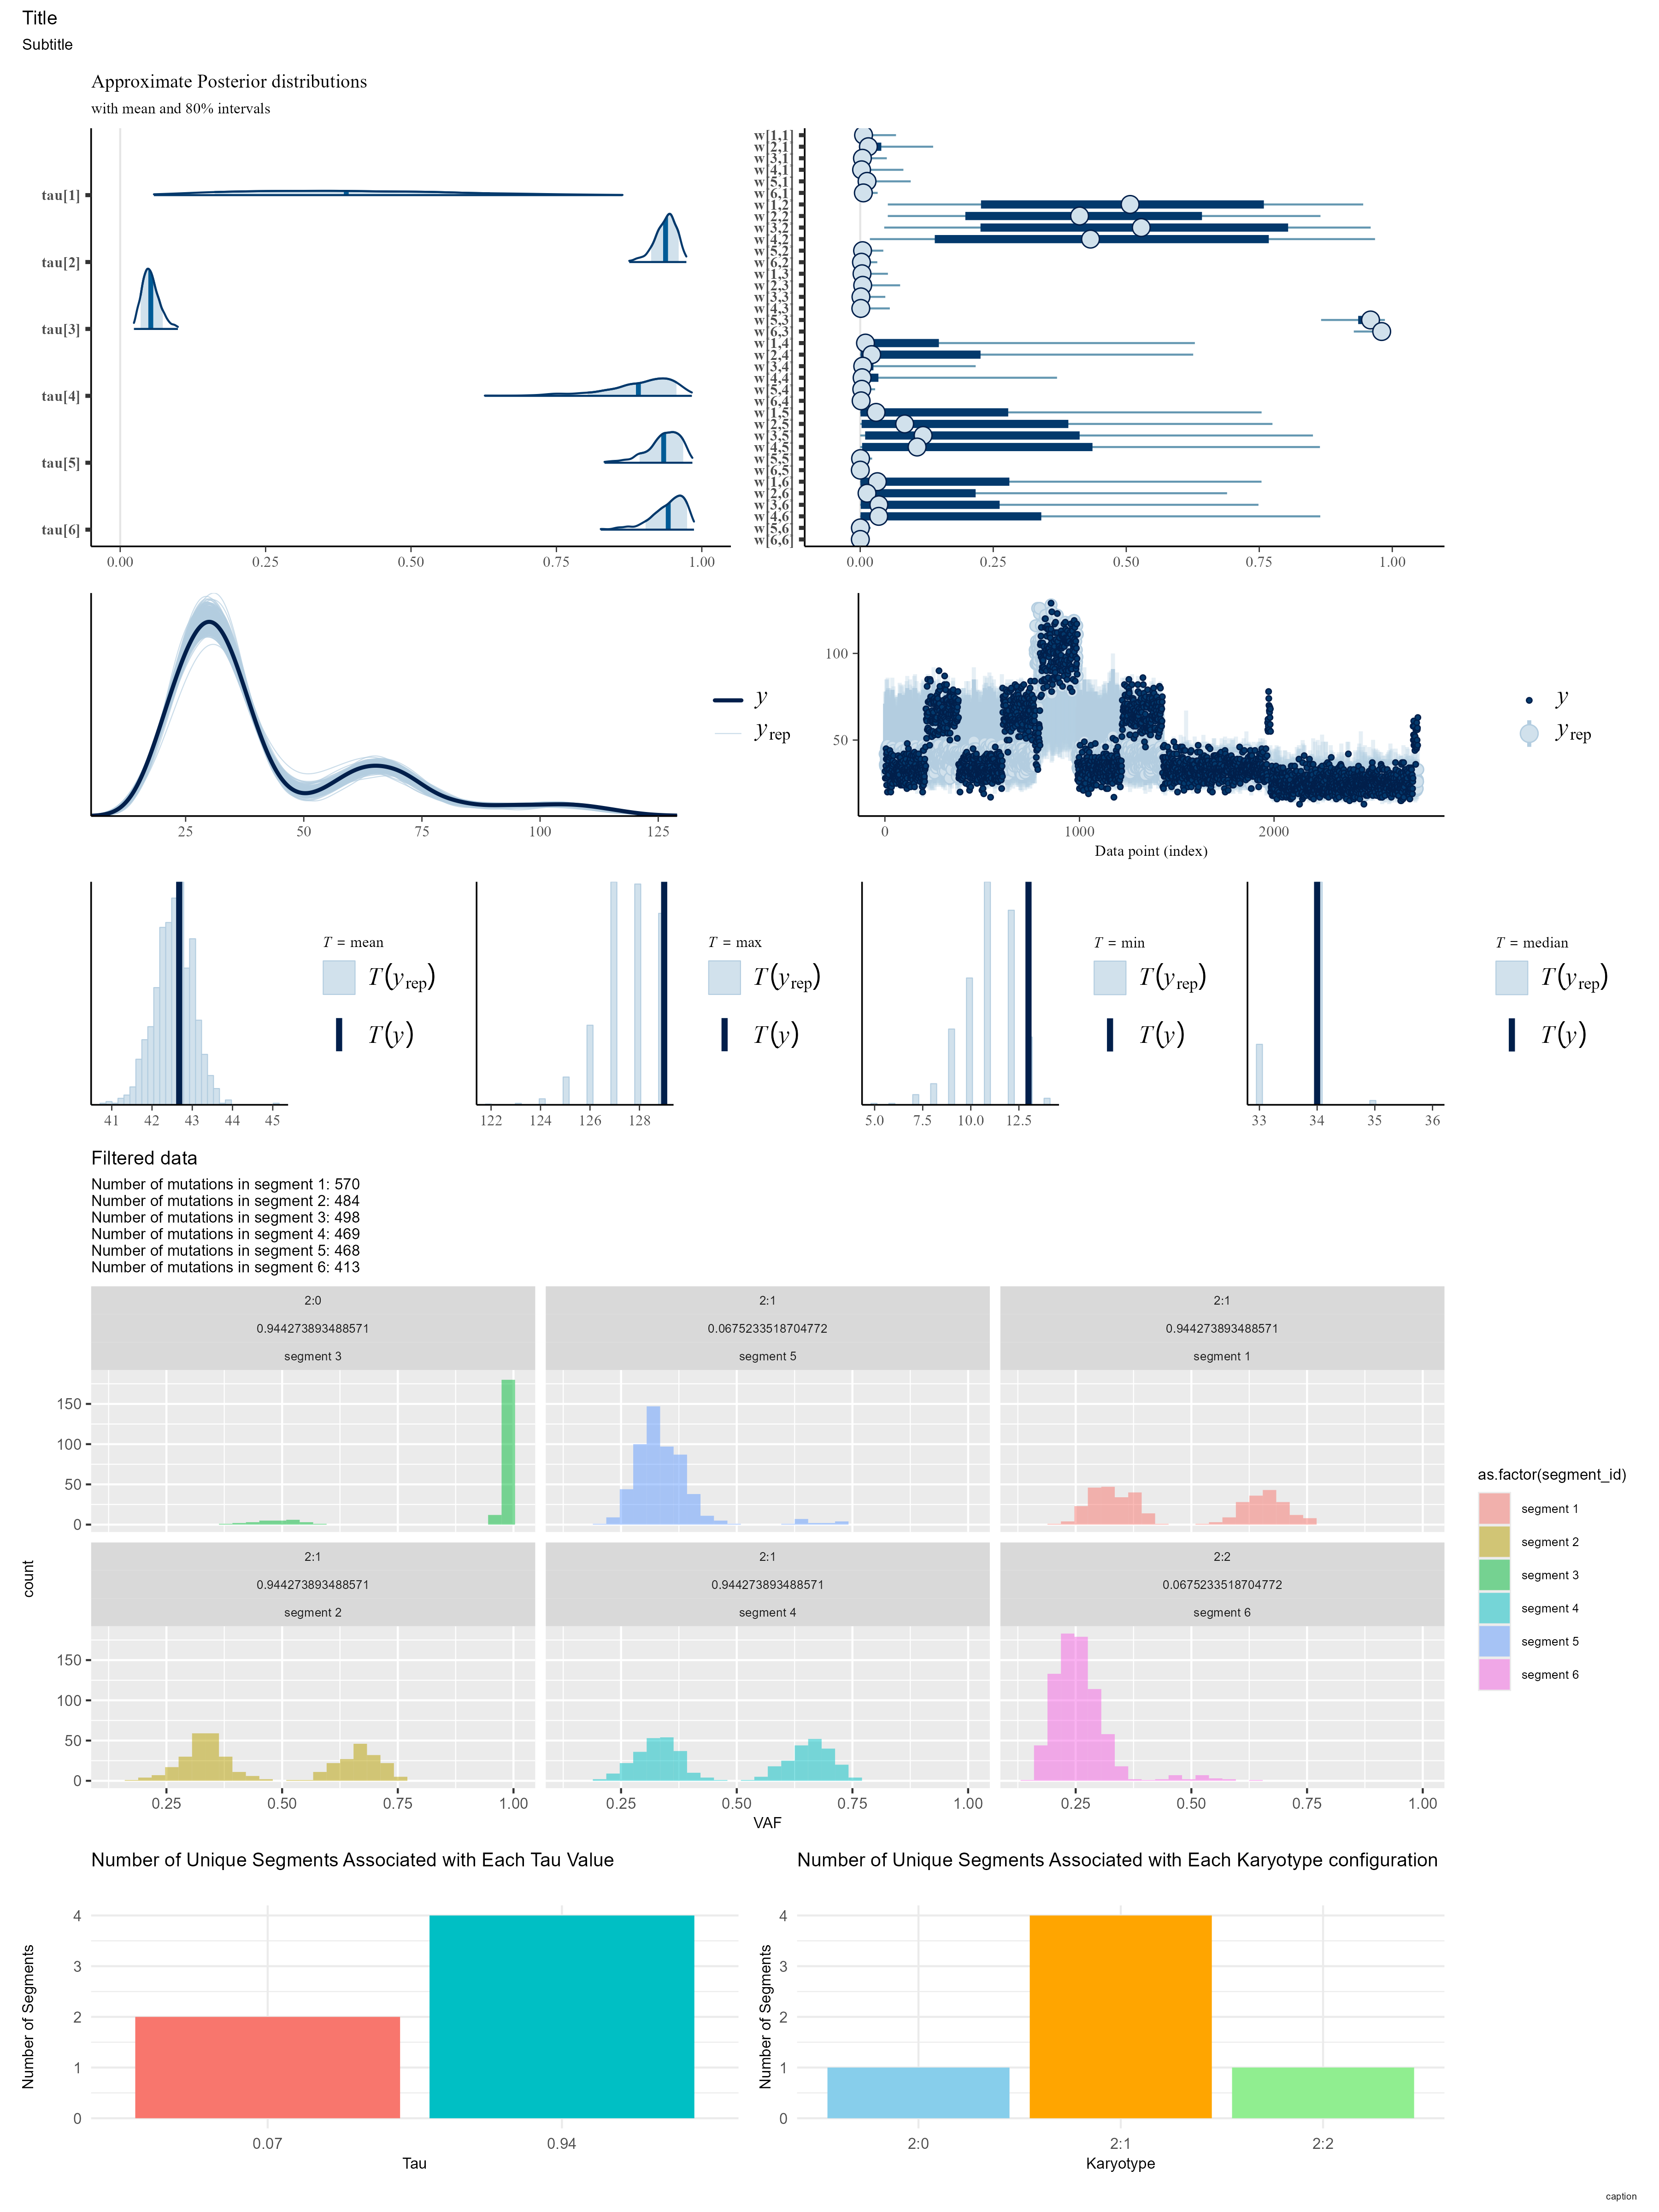 Title
Subtitle
Approximate Posterior distributions
with mean and 80% intervals
tau[1]
tau[2]
tau[3]
tau[4]
tau[5]
tau[6]
0.00 0.25 0.50 0.75 1.00
w[1,1]
w[2,1]
w[3,1]
w[4,1]
w[5,1]
w[6,1]
w[1,2]
w[2,2]
w[3,2]
w[4,2]
w[5,2]
w[6,2]
w[1,3]
w[2,3]
w[3,3]
w[4,3]
w[5,3]
w[6,3]
w[1,4]
w[2,4]
w[3,4]
w[4,4]
w[5,4]
w[6,4]
w[1,5]
w[2,5]
w[3,5]
w[4,5]
w[5,5]
w[6,5]
w[1,6]
w[2,6]
w[3,6]
w[4,6]
w[5,6]
w[6,6]
0.00 0.25 0.50 0.75 1.00
y
yrep
25 50 75 100 125
100
50
0 1000 2000
Data point (index)
y
yrep
T = mean
T(yrep)
T(y)
41 42 43 44 45
T = max
T(yrep)
T(y)
122 124 126 128
T = min
T(yrep)
T(y)
5.0 7.5 10.0 12.5
T = median
T(yrep)
T(y)
33 34 35 36
Filtered data
Number of mutations in segment 1: 570
Number of mutations in segment 2: 484
Number of mutations in segment 3: 498
Number of mutations in segment 4: 469
Number of mutations in segment 5: 468
Number of mutations in segment 6: 413
2:0
0.944273893488571
segment 3
2:1
0.0675233518704772
segment 5
2:1
0.944273893488571
segment 1
150
100
50
0
2:1
0.944273893488571
segment 2
2:1
0.944273893488571
segment 4
2:2
0.0675233518704772
segment 6
150
100
50
0
count
0.25 0.50 0.75 1.00
0.25 0.50 0.75 1.00
0.25 0.50 0.75 1.00
VAF
as.factor(segment_id)
segment 1
segment 2
segment 3
segment 4
segment 5
segment 6
Number of Unique Segments Associated with Each Tau Value
Number of Segments
4
3
2
1
0
0.07 0.94
Tau
Number of Unique Segments Associated with Each Karyotype configuration
Number of Segments
4
3
2
1
0
2:0 2:1 2:2
Karyotype
caption